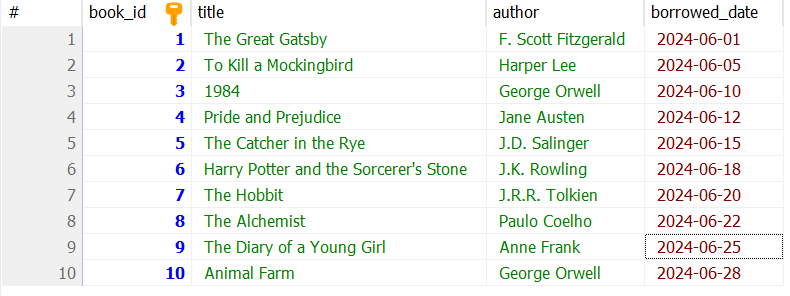 # book_id title author borrowed_date
1 1 The Great Gatsby F. Scott Fitzgerald 2024-06-01
2 2 To Kill a Mockingbird Harper Lee 2024-06-05
3 3 1984 George Orwell 2024-06-10
4 4 Pride and Prejudice Jane Austen 2024-06-12
5 5 The Catcher in the Rye J.D. Salinger 2024-06-15
6 6 Harry Potter and the Sorcerer's Stone J.K. Rowling 2024-06-18
7 7 The Hobbit J.R.R. Tolkien 2024-06-20
8 8 The Alchemist Paulo Coelho 2024-06-22
9 9 The Diary of a Young Girl Anne Frank 2024-06-25
10 10 Animal Farm George Orwell 2024-06-28